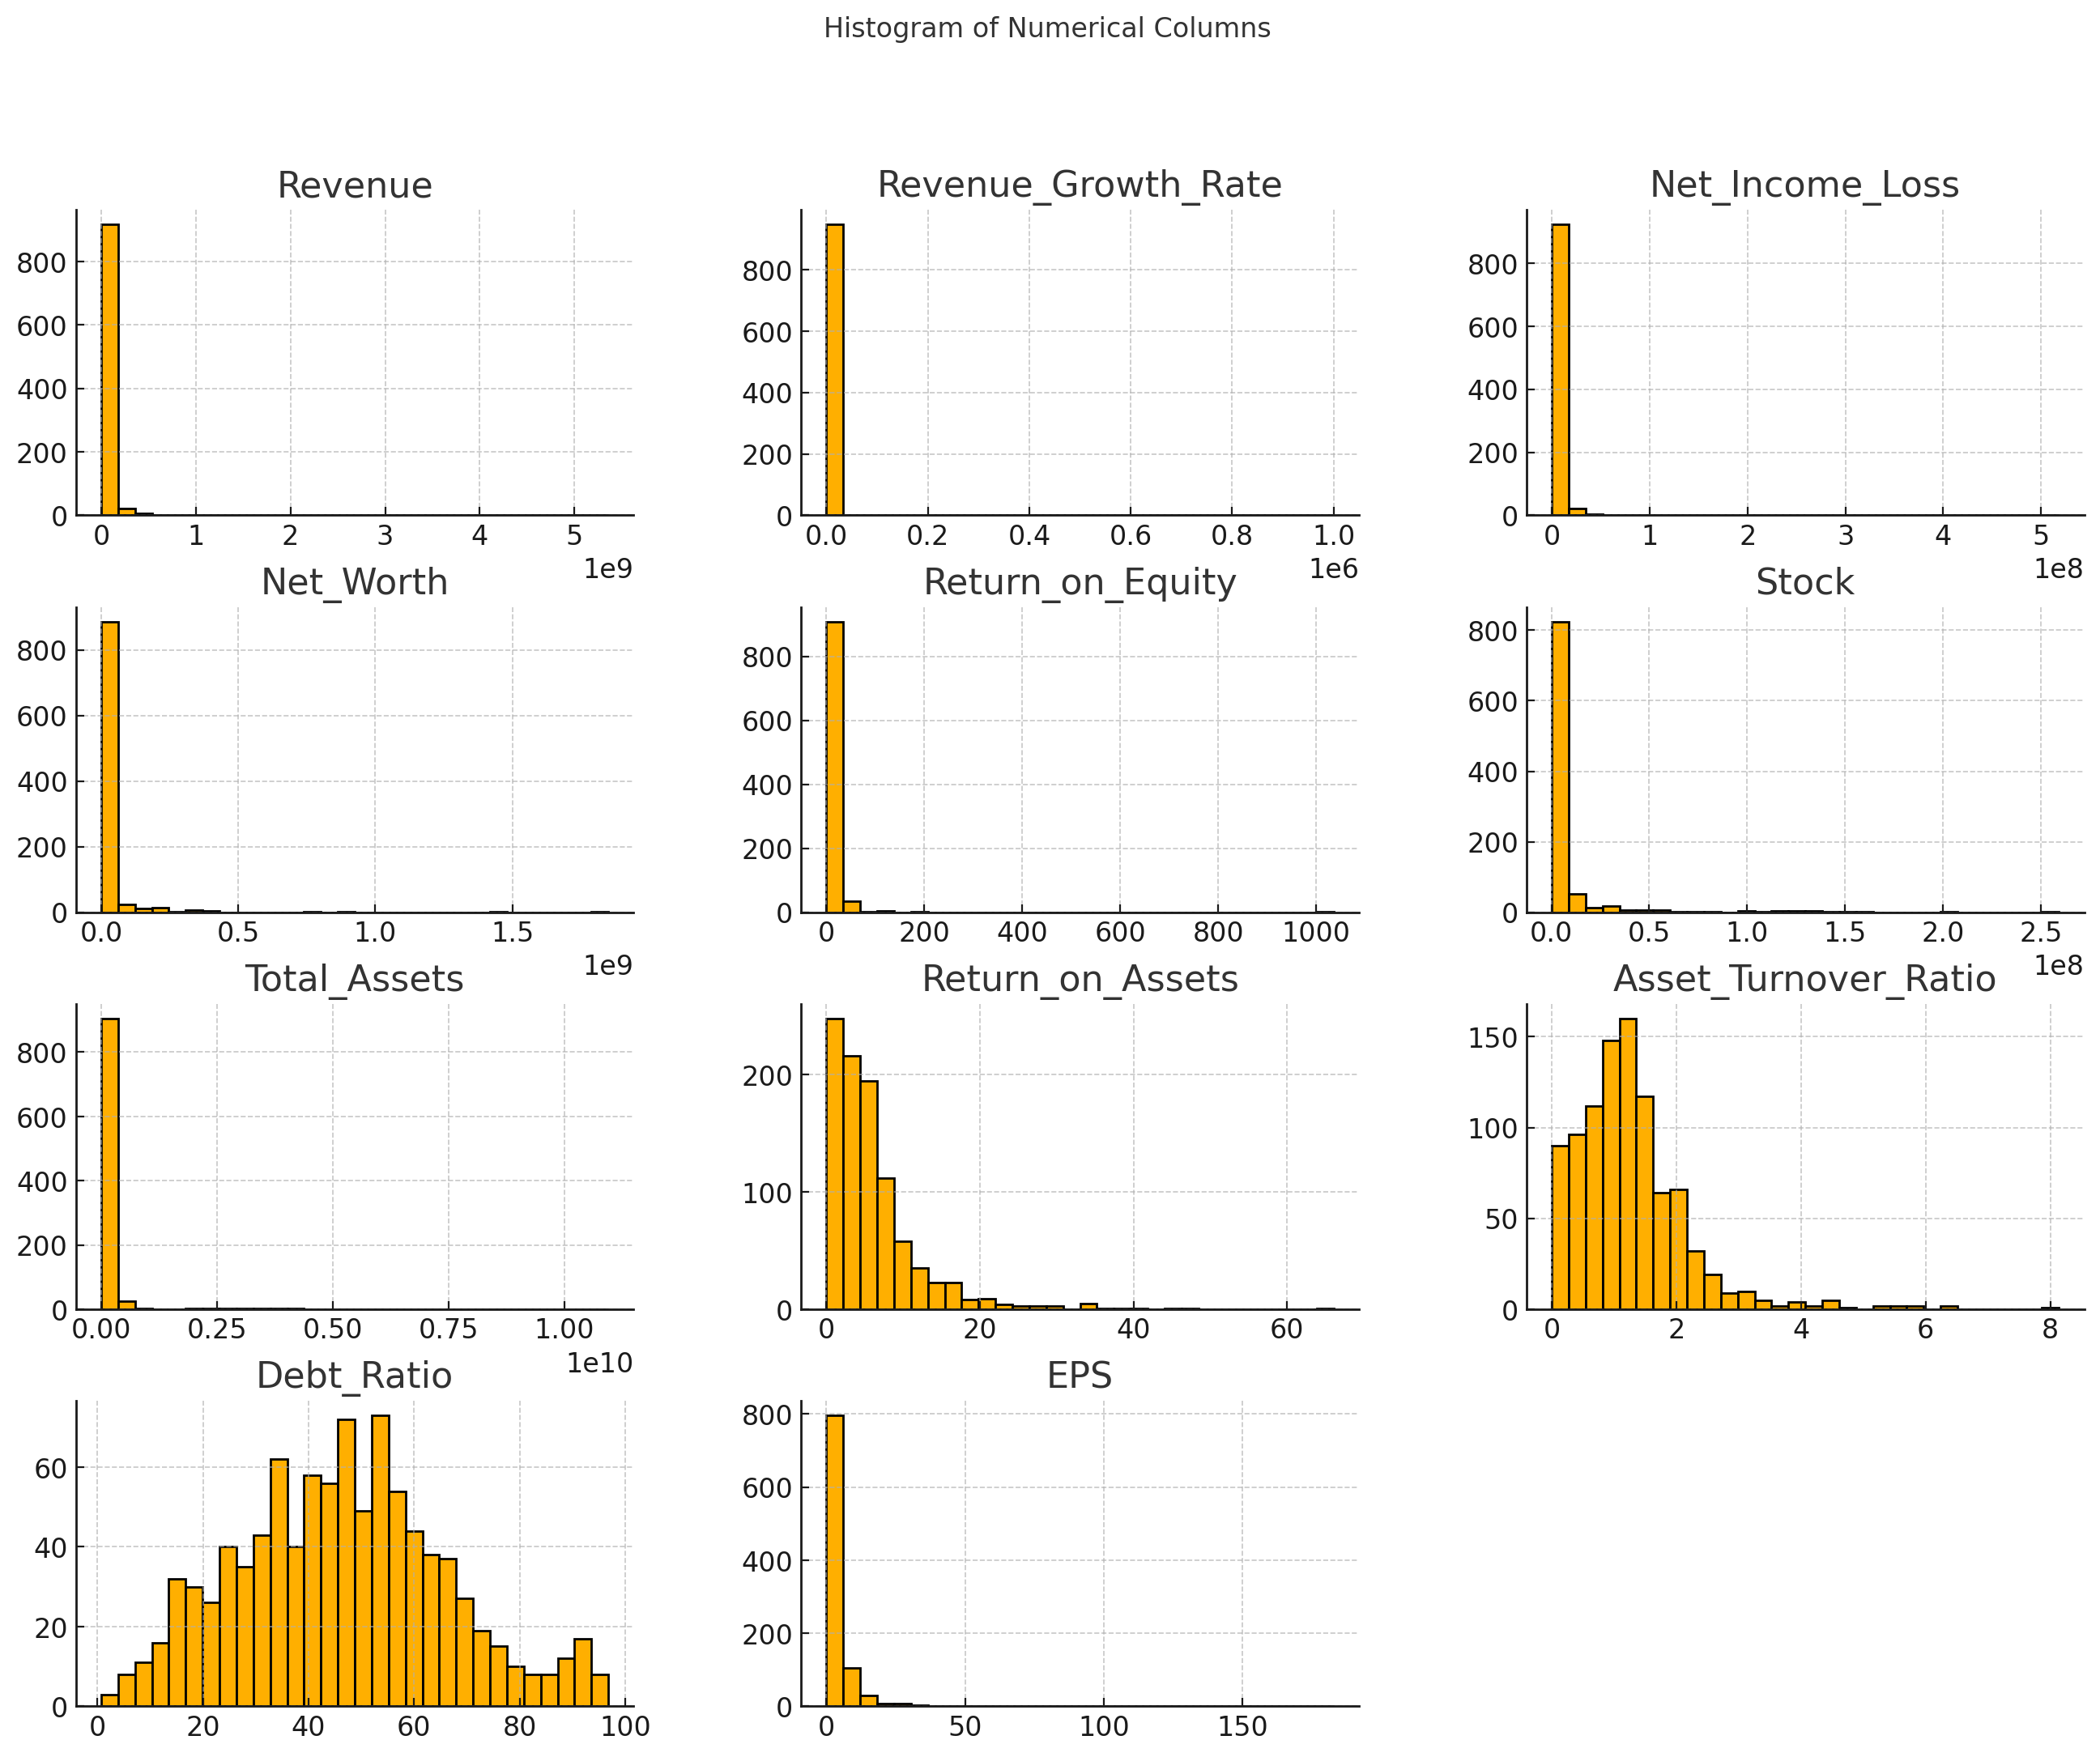 Histogram of Numerical Columns
Revenue
Revenue_Growth_Rate
Net_Income_Loss
800
600
400
200
0
0 1 2 3 4 5
1e9
800
600
400
200
0
0.0 0.2 0.4 0.6 0.8 1.0
1e6
800
600
400
200
0
0 1 2 3 4 5
1e8
Net_Worth
Return_on_Equity
Stock
800
600
400
200
0
0.0 0.5 1.0 1.5
1e9
800
600
400
200
0
0 200 400 600 800 1000
800
600
400
200
0
0.0 0.5 1.0 1.5 2.0 2.5
1e8
Total_Assets
Return_on_Assets
Asset_Turnover_Ratio
800
600
400
200
0
0.00 0.25 0.50 0.75 1.00
1e10
200
100
0
0 20 40 60
150
100
50
0
0 2 4 6 8
Debt_Ratio
EPS
60
40
20
0
0 20 40 60 80 100
800
600
400
200
0
0 50 100 150